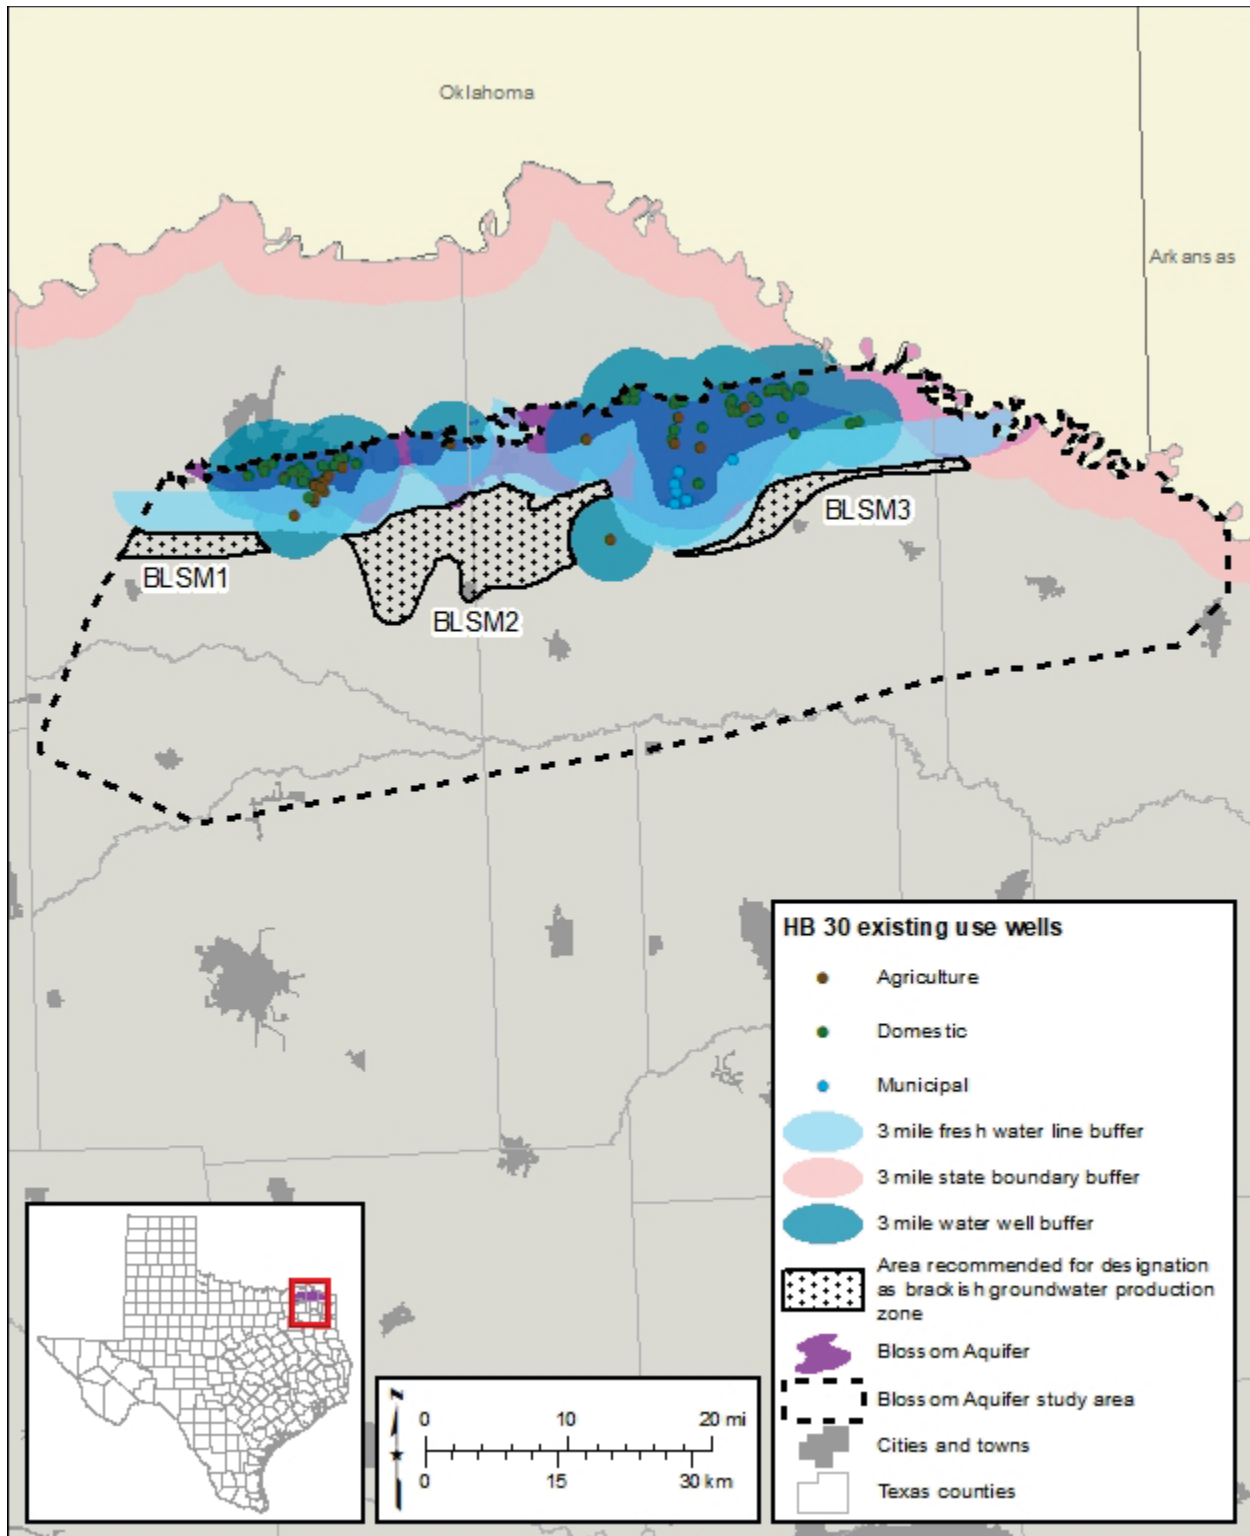 Oklahoma
Arkansas
BLSM3
BLSM1
BLSM2
HB 30 existing use wells
Agriculture
Domestic
Municipal
3 mile fresh water line buffer
3 mile state boundary buffer
3 mile water well buffer
Area recommended for designation
as brackish groundwater production
zone
Blossom Aquifer
Blossom Aquifer study area
Cities and towns
Texas counties
N
0 10 20 mi
0 15 30 km